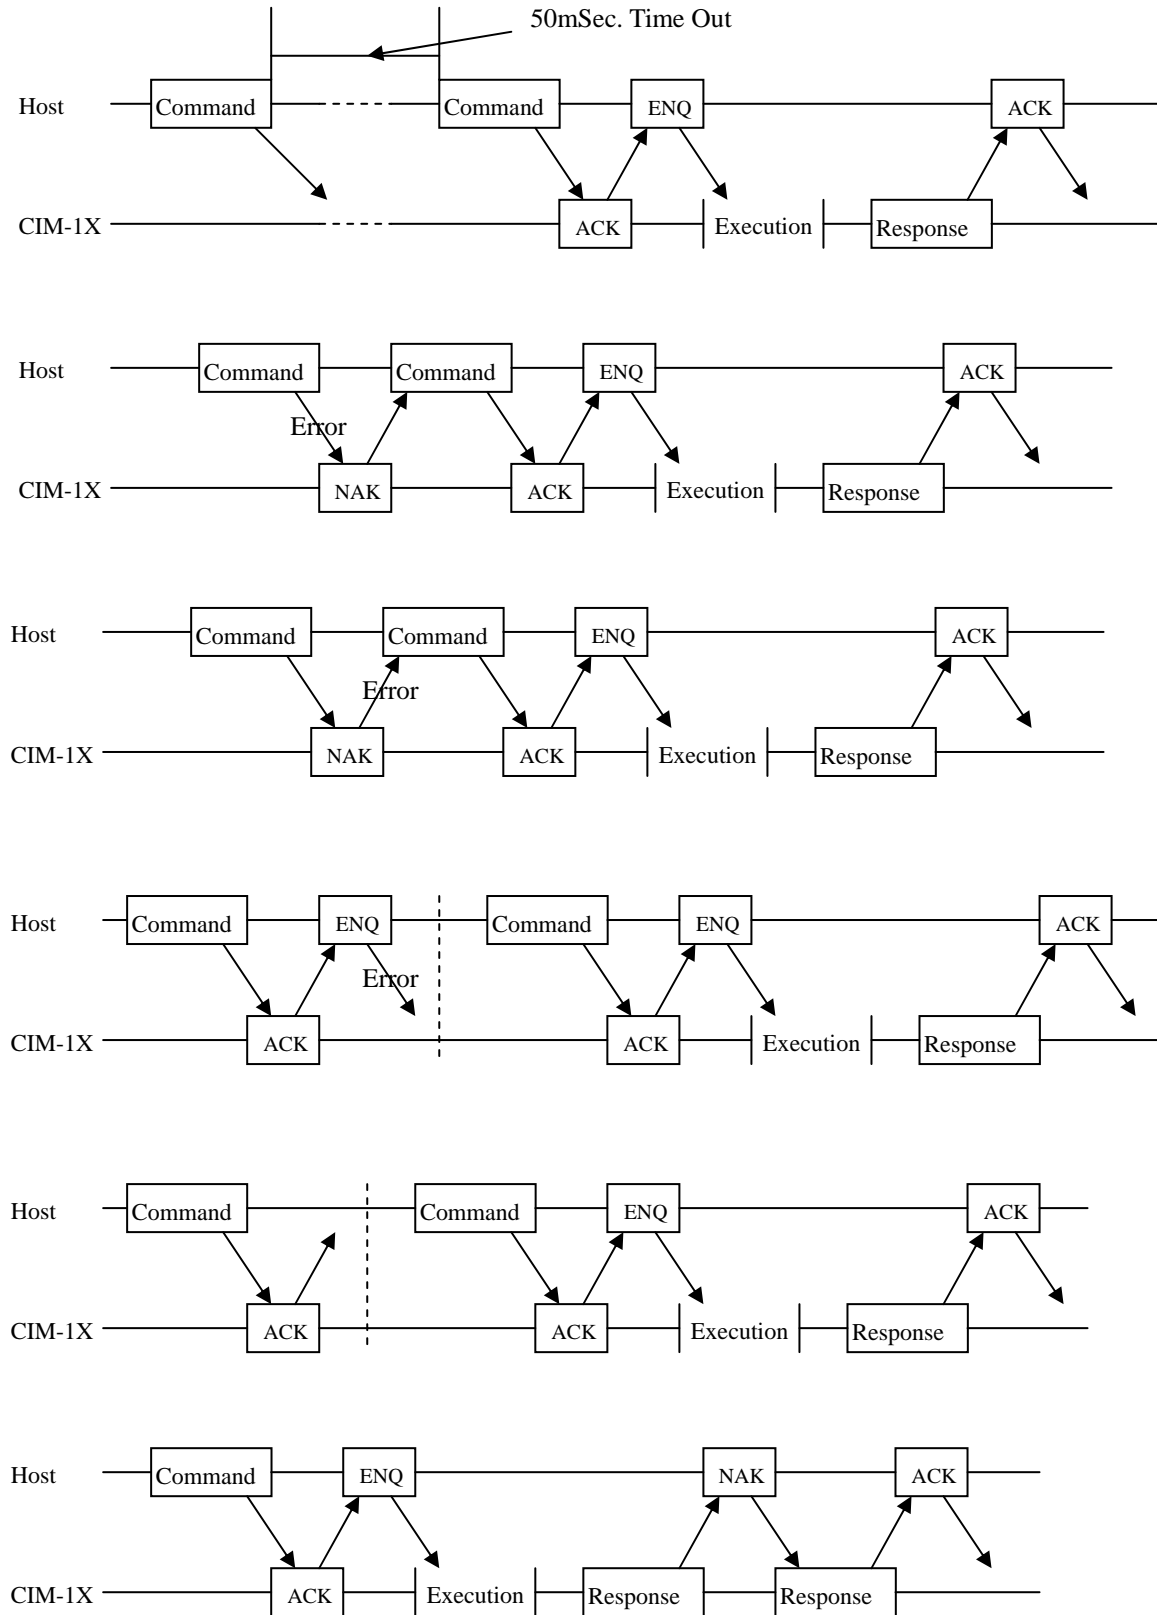 50mSec. Time Out
Host Command Command ENQ ACK
CIM-1X ACK Execution Response
Host Command Command ENQ ACK
Error
CIM-1X NAK ACK Execution Response
Host Command Command ENQ ACK
Error
CIM-1X NAK ACK Execution Response
Host Command ENQ Command ENQ ACK
Error
CIM-1X ACK ACK Execution Response
Host Command Command ENQ ACK
CIM-1X ACK ACK Execution Response
Host Command ENQ NAK ACK
CIM-1X ACK Execution Response Response